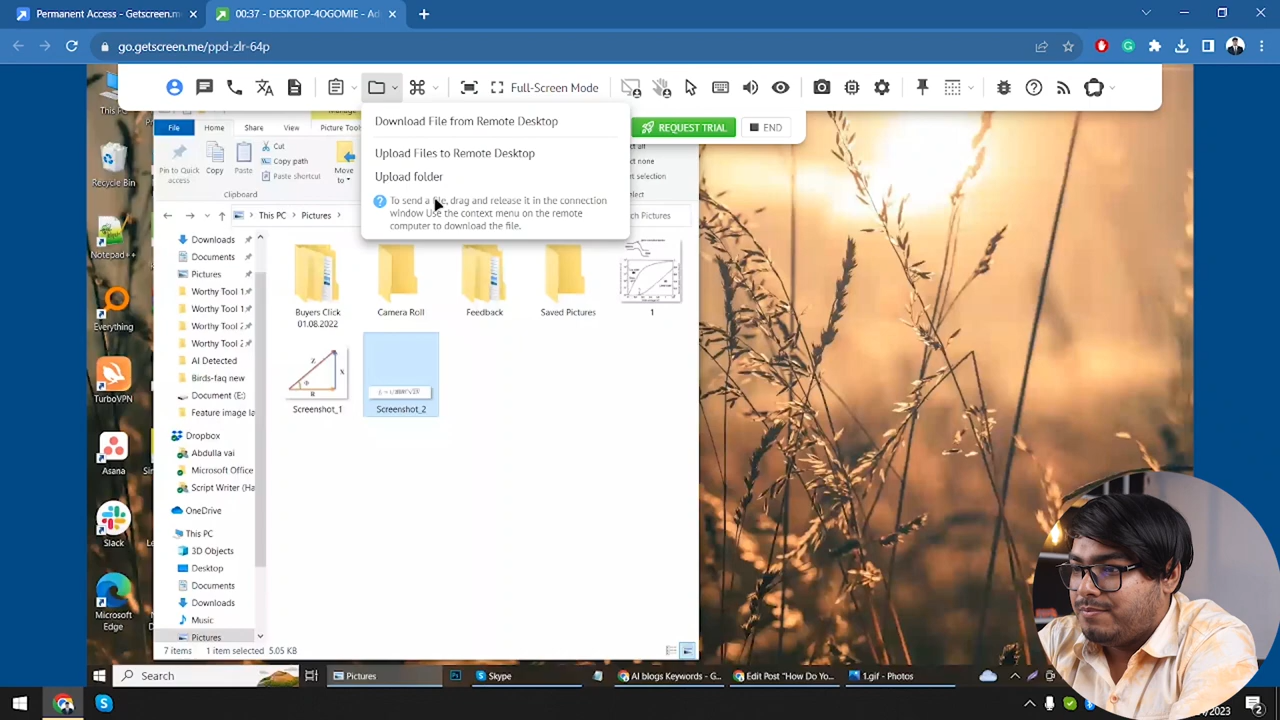 Permanent Access - Getscreen.m
00:37 - DESKTOP-4OGOMIE - Ad
go.getscreen.me/ppd-zlr-64p
Full-Screen Mode
Download File from Remote Desktop
Upload Files to Remote Desktop
Upload folder
To send a file, drag and release it in the connection
window Use the context menu on the remote
computer to download the file.
REQUEST TRIAL
END
This PC
Recycle Bin
Notepad++
Everything
TurboVPN
Asana
Slack
Microsoft
Edge
File
Home
Share
View
Picture Tools
Pin to Quick
access
Copy
Paste
Cut
Copy path
Paste shortcut
Move
to
Clipboard
select
This PC
Pictures
Pictures
Downloads
Documents
Pictures
Worthy Tool 1
Worthy Tool 1
Worthy Tool 2
Worthy Tool 2
AI Detected
Birds-faq new
Document (E:)
Feature image la
Dropbox
Abdulla vai
Microsoft Office
Script Writer (Ha
OneDrive
This PC
3D Objects
Desktop
Documents
Downloads
Music
Pictures
Buyers Click
01.08.2022
Camera Roll
Feedback
Saved Pictures
1
Z
X
Φ
R
Screenshot_1
Screenshot_2
7 items
1 item selected 5.05 KB
Search
Pictures
Skype
AI blogs Keywords - G...
Edit Post "How Do Yo...
1.gif - Photos
/2023
2